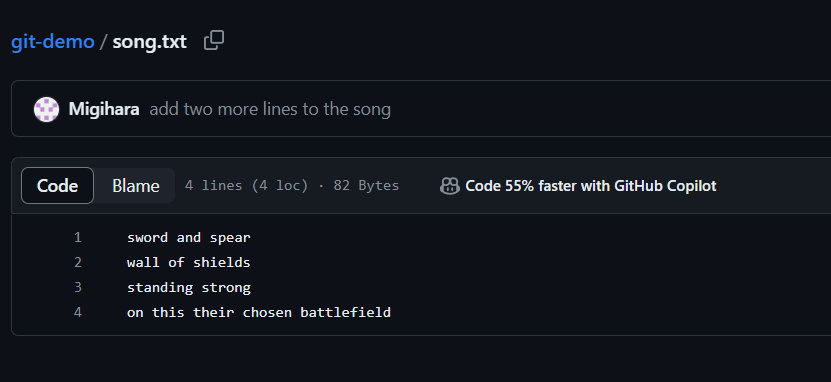 git-demo / song.txt
Migihara add two more lines to the song
Code Blame 4 lines (4 loc) · 82 Bytes Code 55% faster with GitHub Copilot
1 sword and spear
2 wall of shields
3 standing strong
4 on this their chosen battlefield